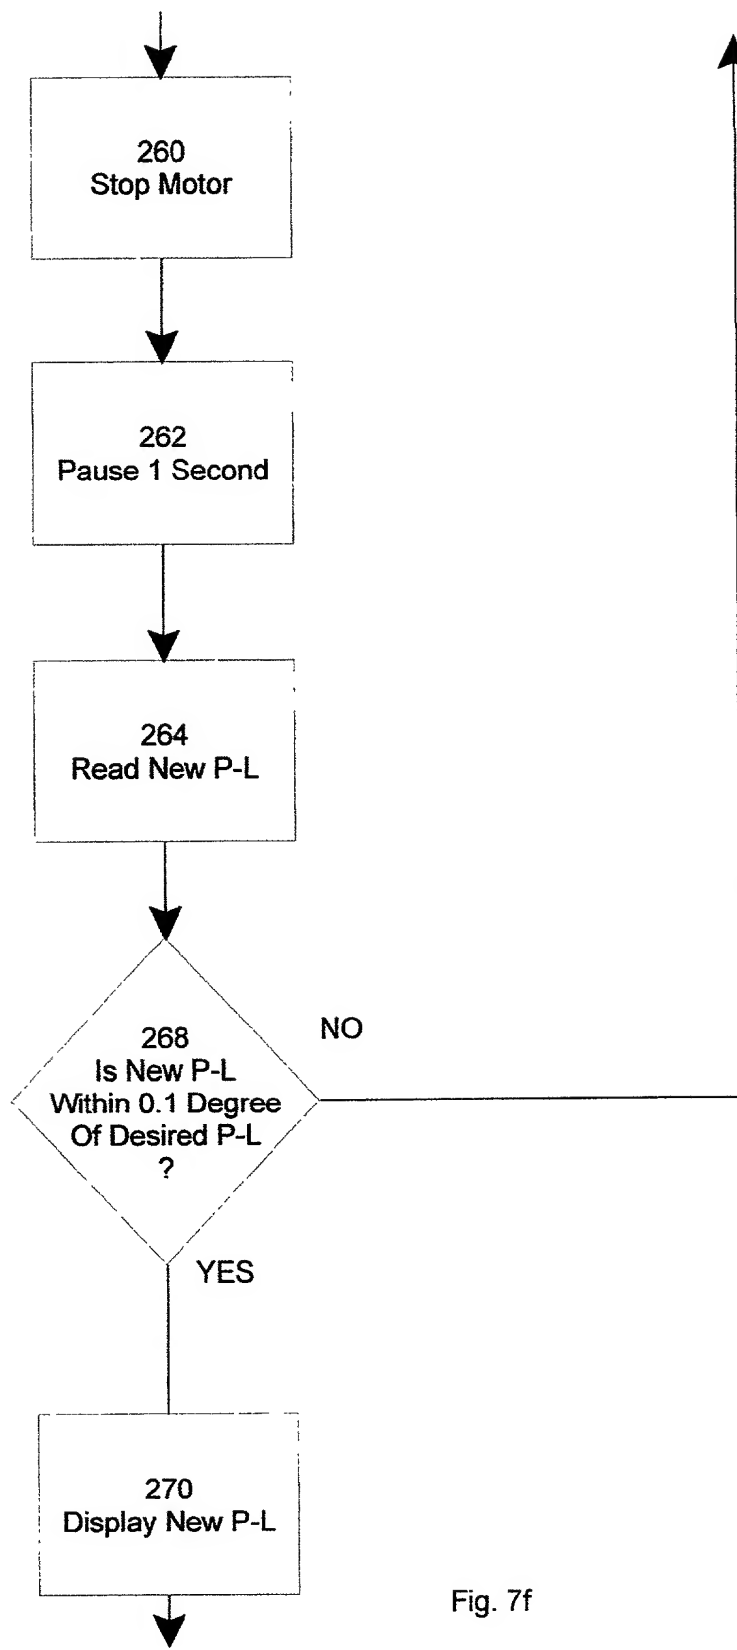 260
Stop Motor
262
Pause 1 Second
264
Read New P-L
268
Is New P-L
Within 0.1 Degree
Of Desired P-L
?
NO
YES
270
Display New P-L
Fig. 7f